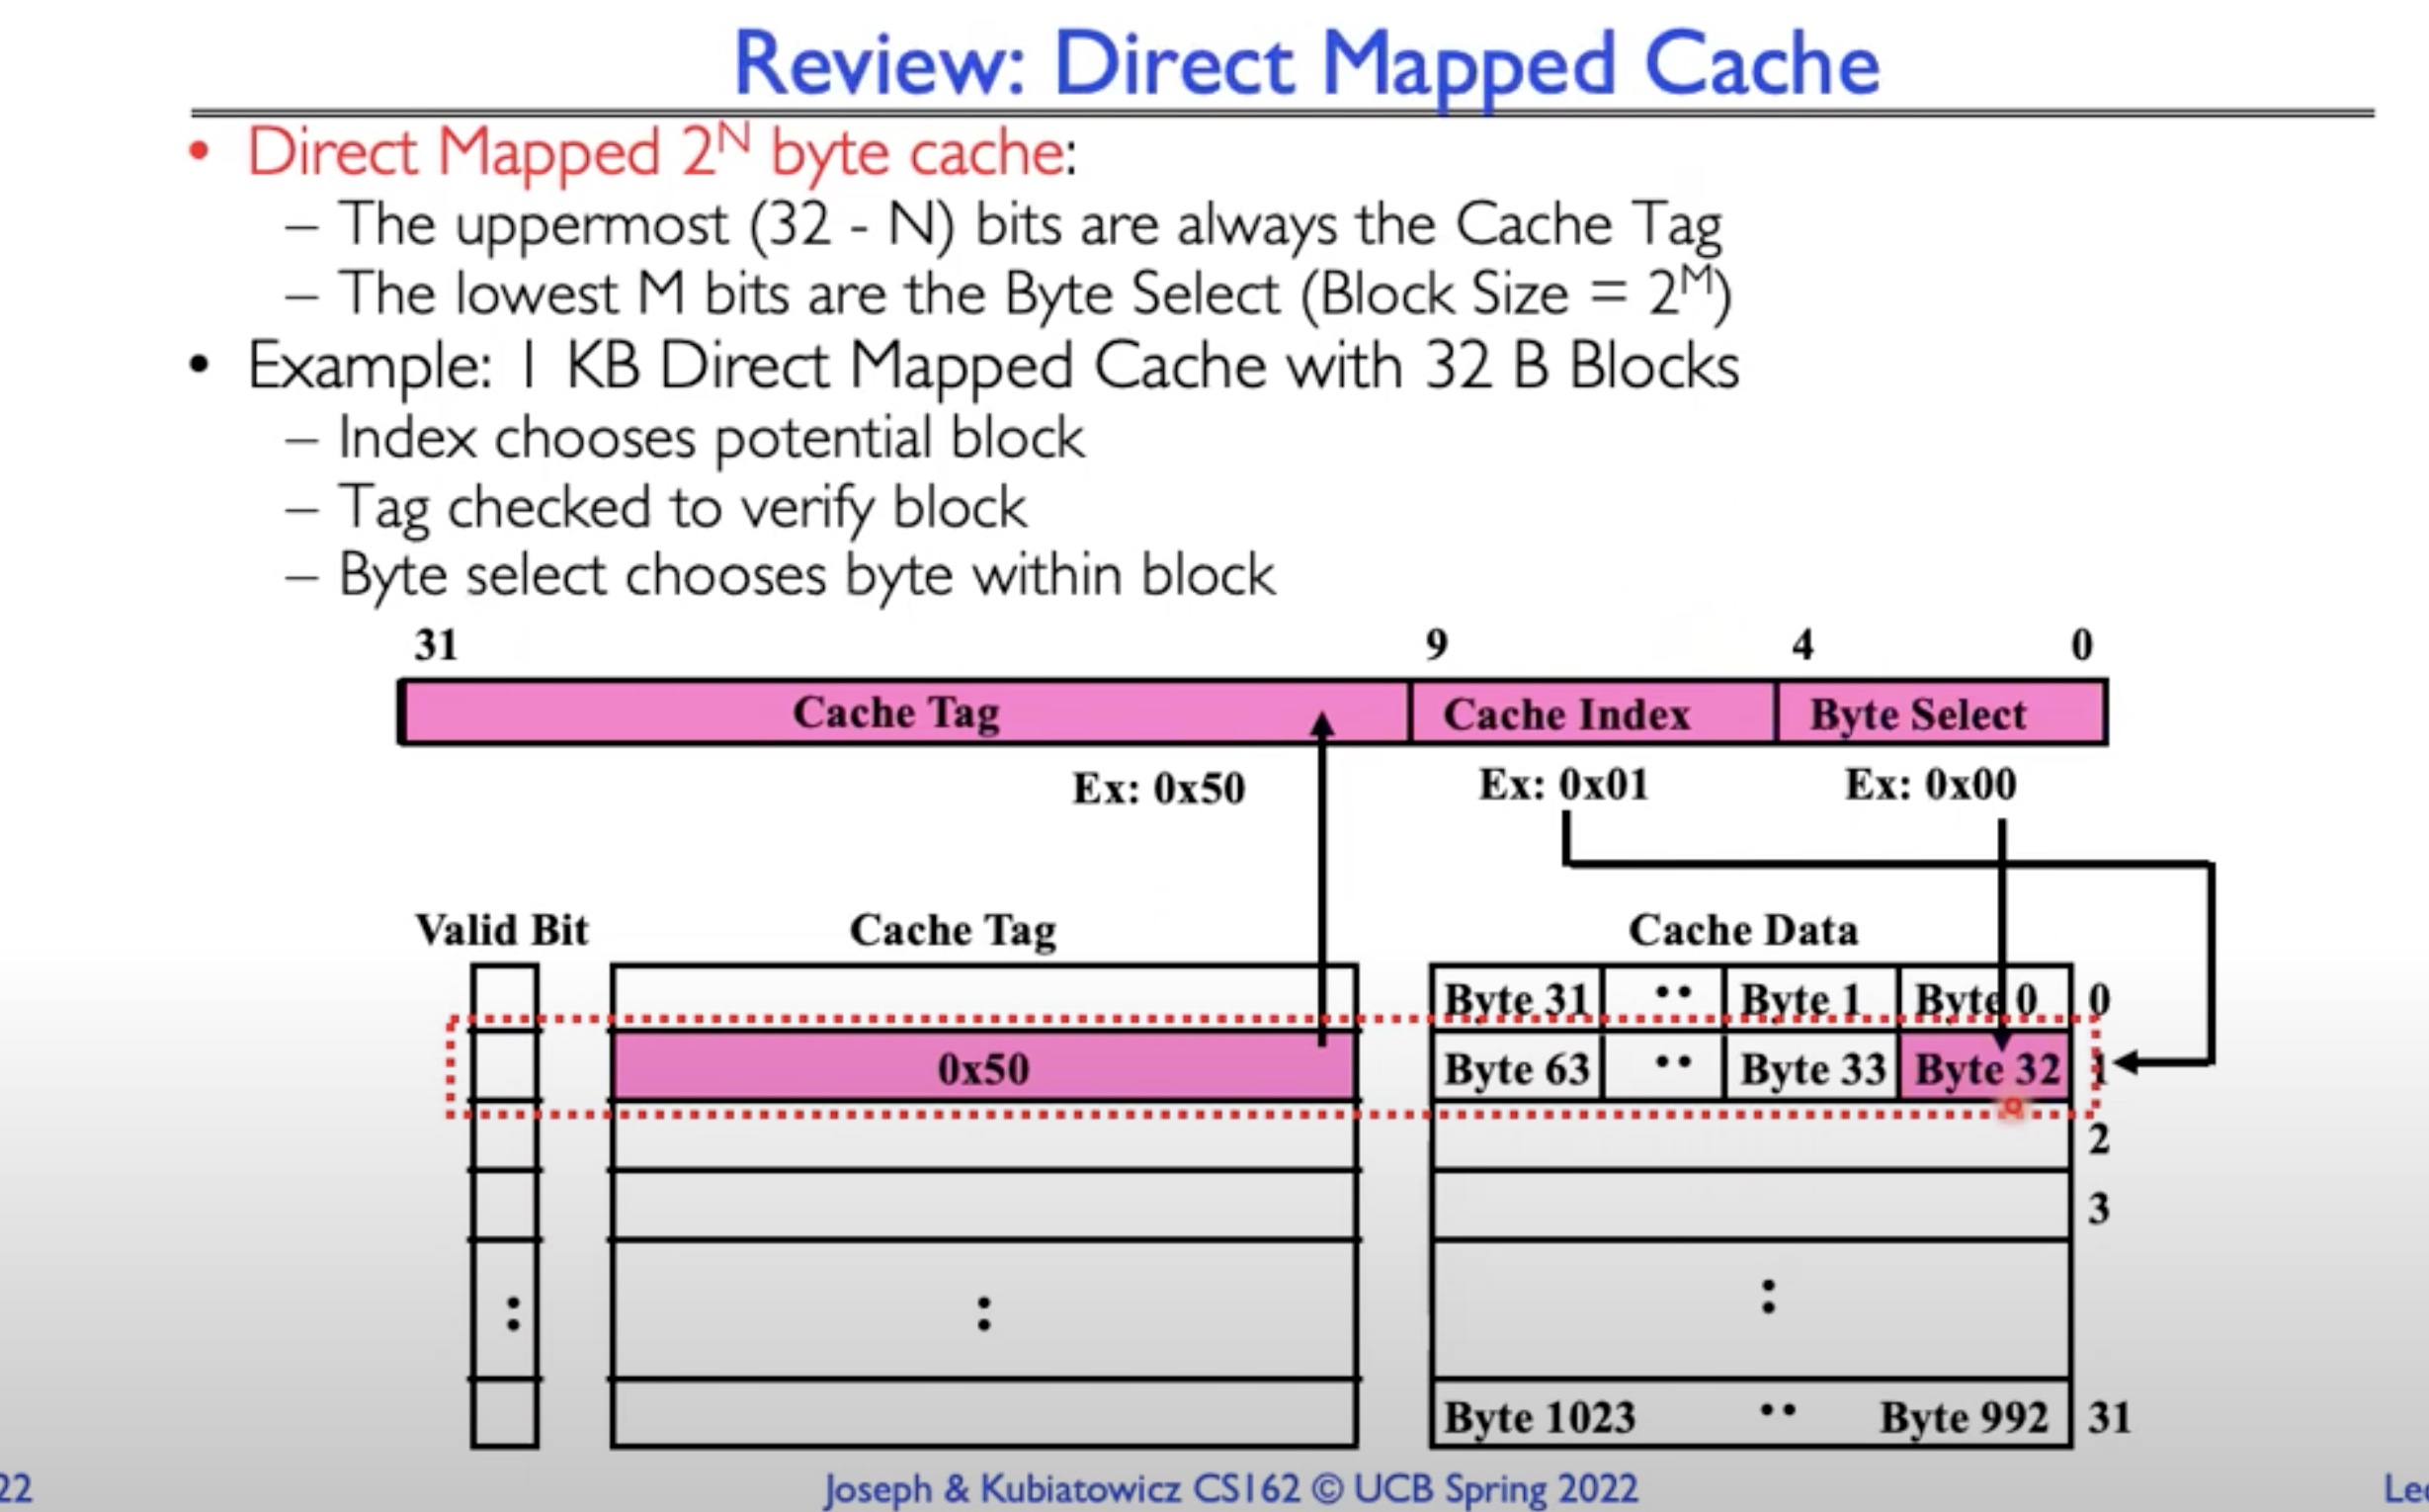 Review: Direct Mapped Cache
• Direct Mapped 2^N byte cache:
– The uppermost (32 - N) bits are always the Cache Tag
– The lowest M bits are the Byte Select (Block Size = 2^M)
• Example: 1 KB Direct Mapped Cache with 32 B Blocks
– Index chooses potential block
– Tag checked to verify block
– Byte select chooses byte within block
31 9 4 0
Cache Tag Cache Index Byte Select
Ex: 0x50 Ex: 0x01 Ex: 0x00
Valid Bit Cache Tag Cache Data
Byte 31 •• Byte 1 Byte 0 0
0x50 Byte 63 •• Byte 33 Byte 32 1
2
3
: : :
Byte 1023 •• Byte 992 31
22 Joseph & Kubiatowicz CS162 © UCB Spring 2022 Lec